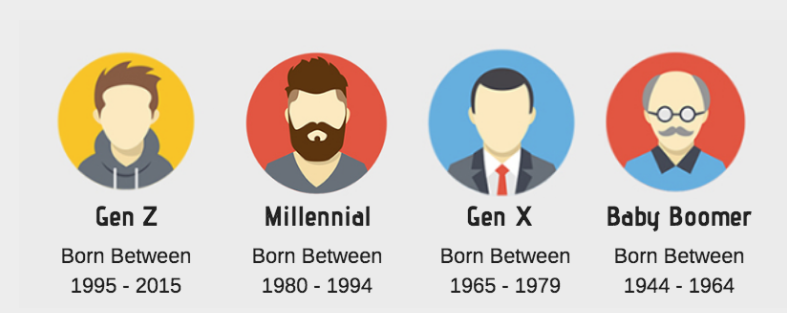 Gen Z
Born Between
1995 - 2015
Millennial
Born Between
1980 - 1994
Gen X
Born Between
1965 - 1979
Baby Boomer
Born Between
1944 - 1964